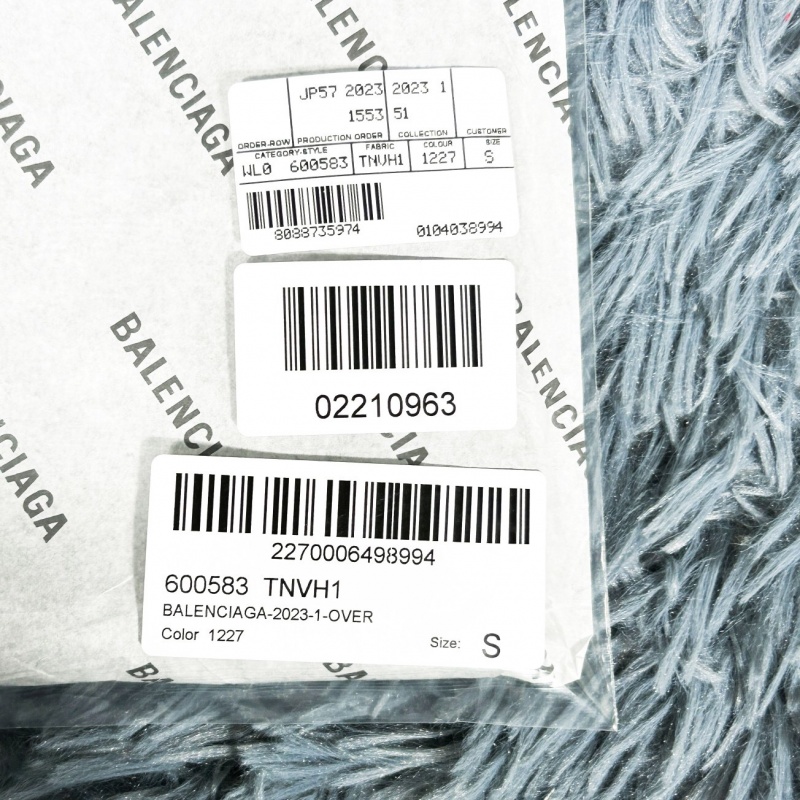 BALENCIAGA
BALENCIAGA
BALENCIAGA
JP57 2023 2023 1
1553 51
ORDER-ROW PRODUCTION ORDER COLLECTION CUSTOMER
CATEGORY-STYLE FABRIC COLOUR SIZE
WL0 600583 TNVH1 1227 S
8088735974 0104038994
BALENCIAGA
BALENCIAGA
02210963
2270006498994
600583 TNVH1
BALENCIAGA-2023-1-OVER
Color 1227 Size: S